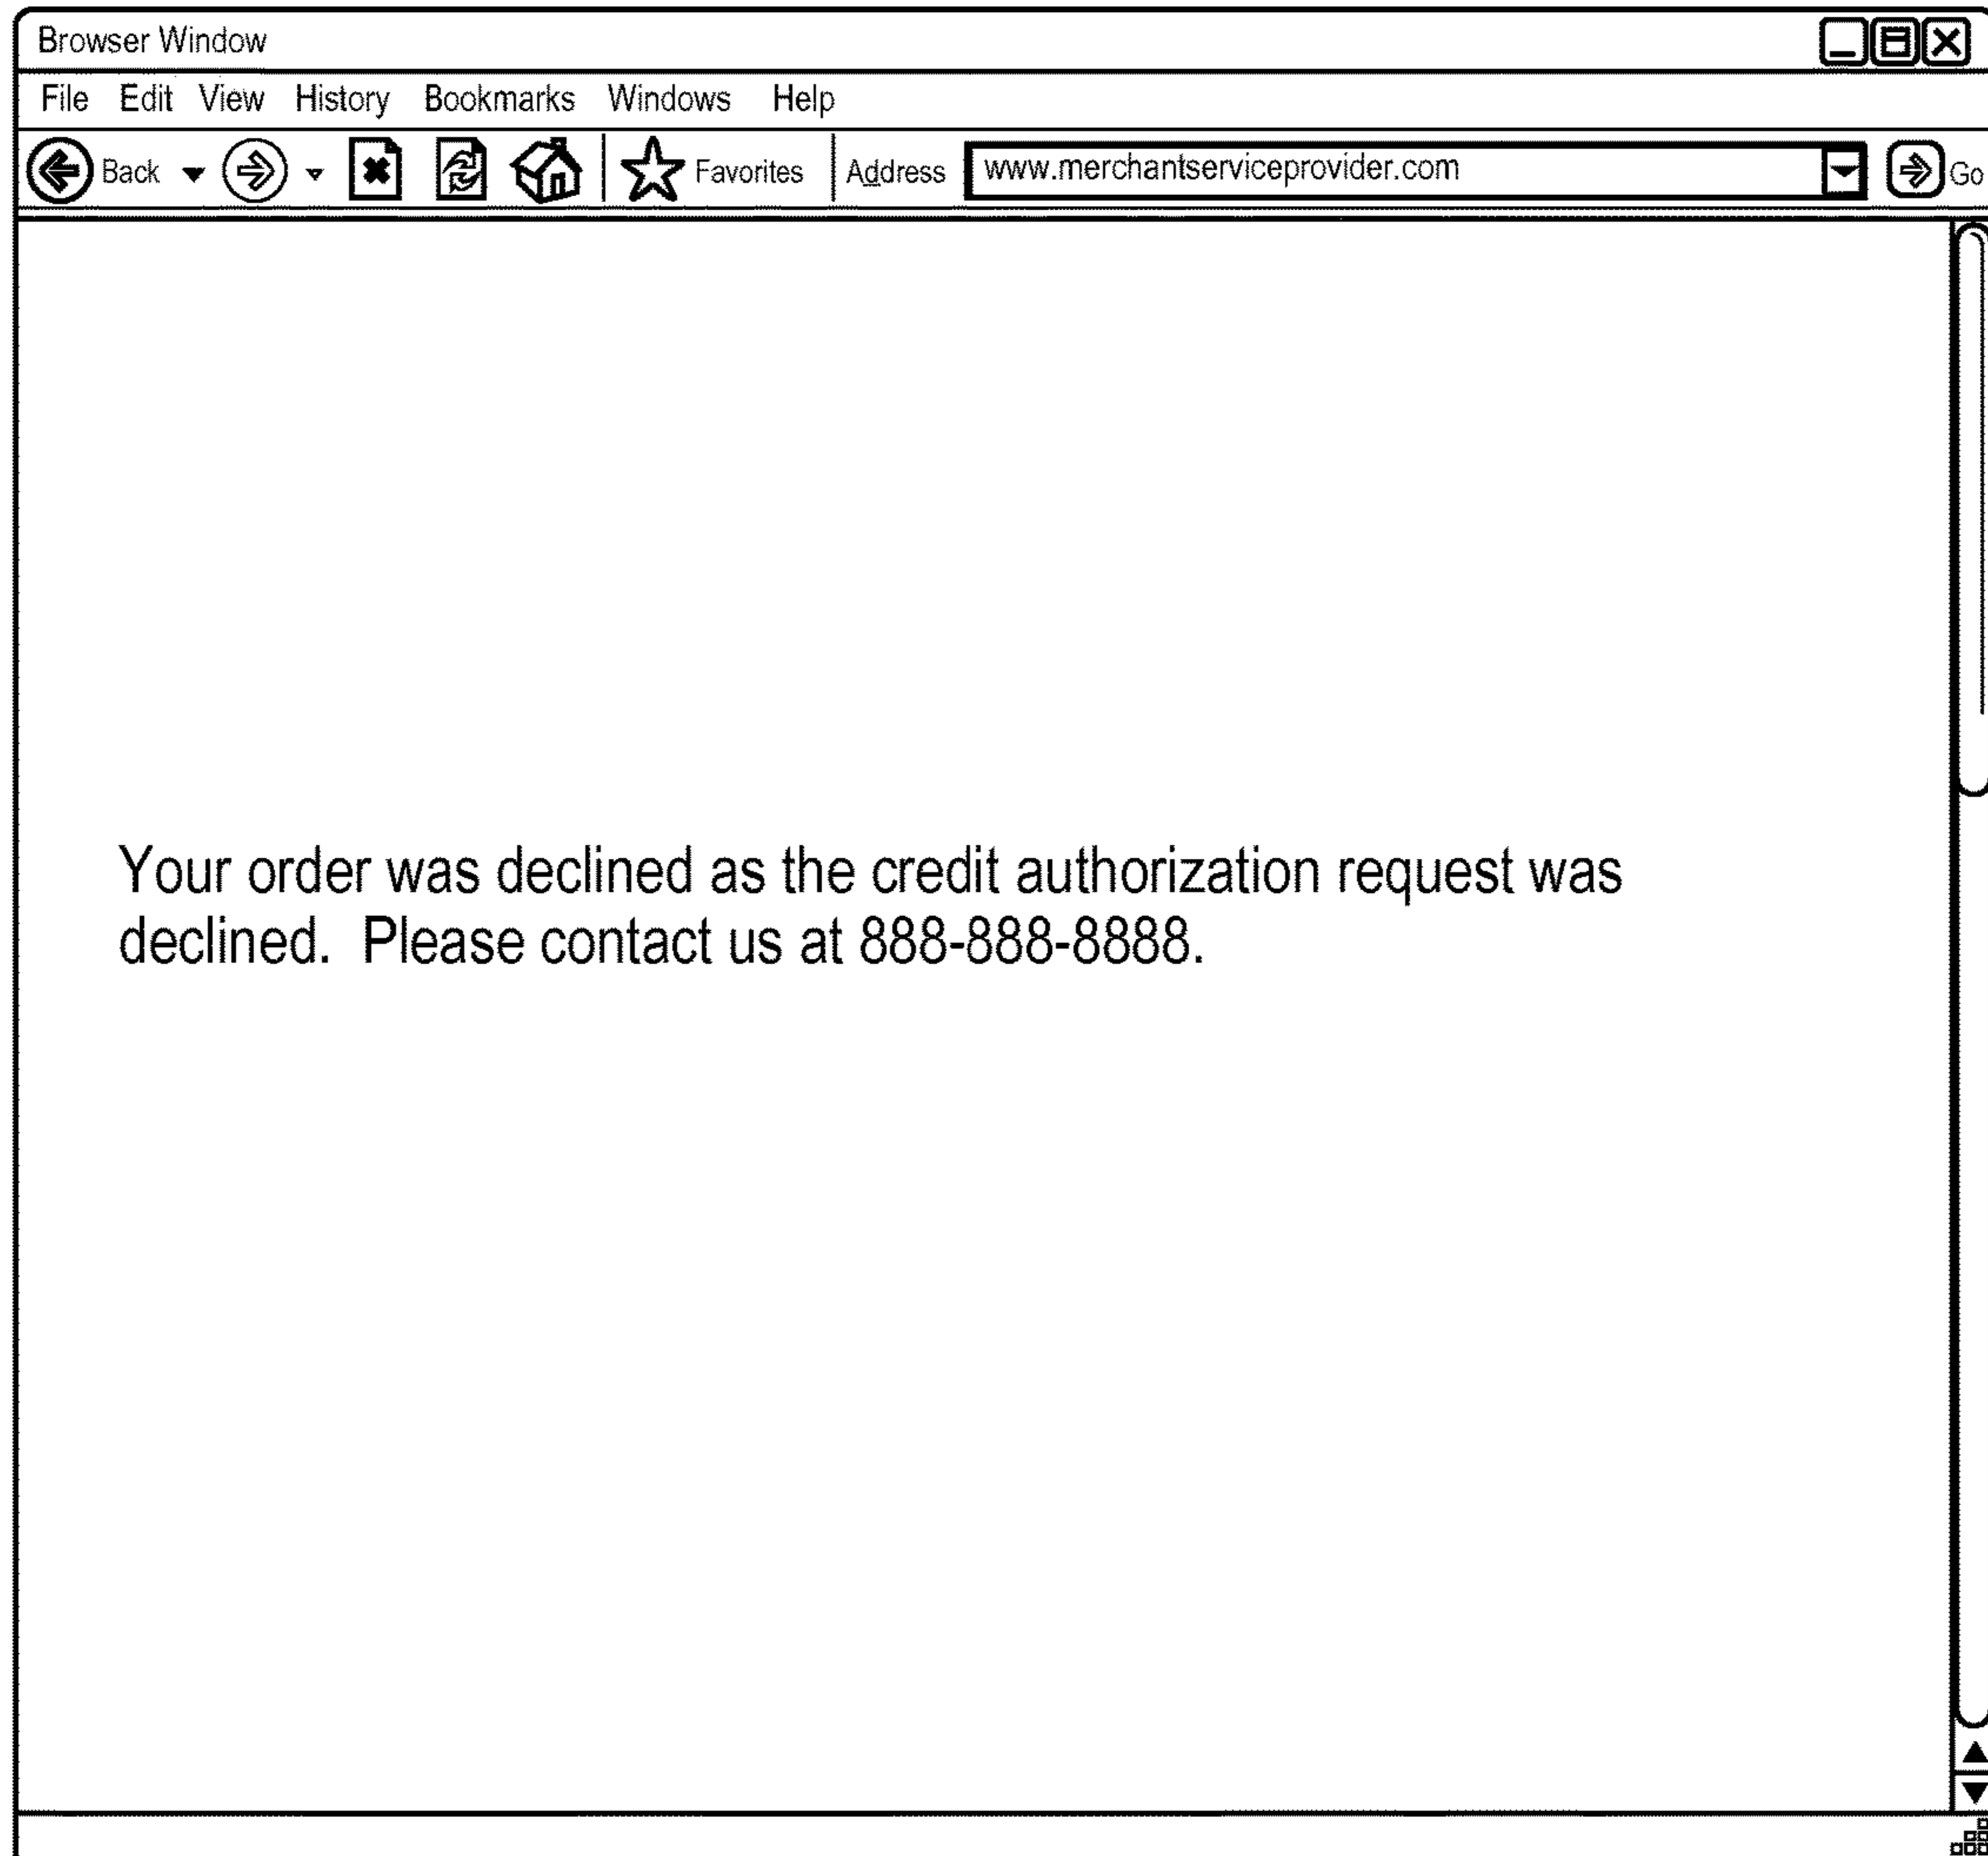 Browser Window
File Edit View History Bookmarks Windows Help
Back Favorites Address www.merchantserviceprovider.com Go
Your order was declined as the credit authorization request was
declined. Please contact us at 888-888-8888.